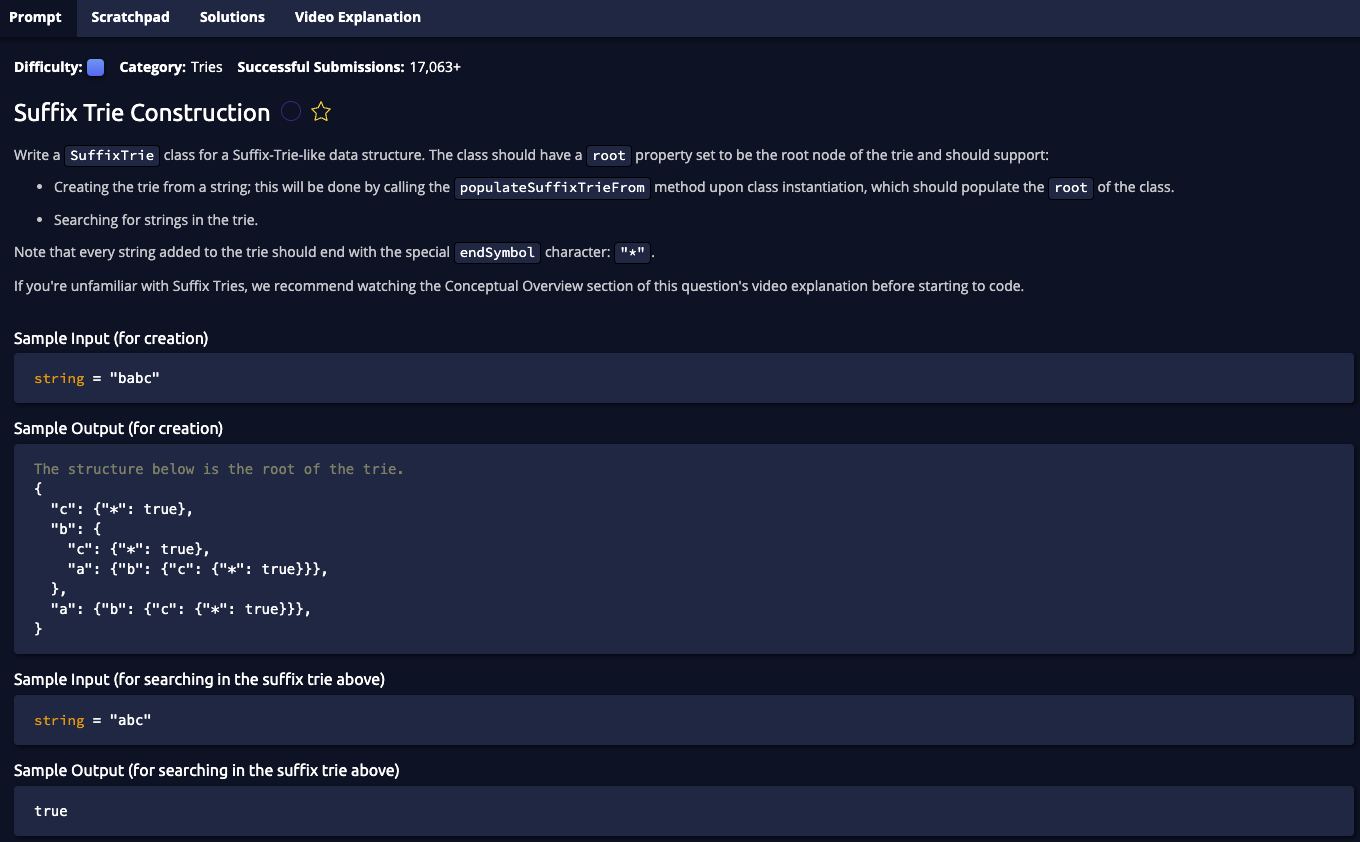 Prompt Scratchpad Solutions Video Explanation
Difficulty: Category: Tries Successful Submissions: 17,063+
Suffix Trie Construction
Write a SuffixTrie class for a Suffix-Trie-like data structure. The class should have a root property set to be the root node of the trie and should support:
• Creating the trie from a string; this will be done by calling the populateSuffixTrieFrom method upon class instantiation, which should populate the root of the class.
• Searching for strings in the trie.
Note that every string added to the trie should end with the special endSymbol character: "*".
If you're unfamiliar with Suffix Tries, we recommend watching the Conceptual Overview section of this question's video explanation before starting to code.
Sample Input (for creation)
string = "babc"
Sample Output (for creation)
The structure below is the root of the trie.
{
  "c": {"*": true},
  "b": {
    "c": {"*": true},
    "a": {"b": {"c": {"*": true}}},
  },
  "a": {"b": {"c": {"*": true}}},
}
Sample Input (for searching in the suffix trie above)
string = "abc"
Sample Output (for searching in the suffix trie above)
true